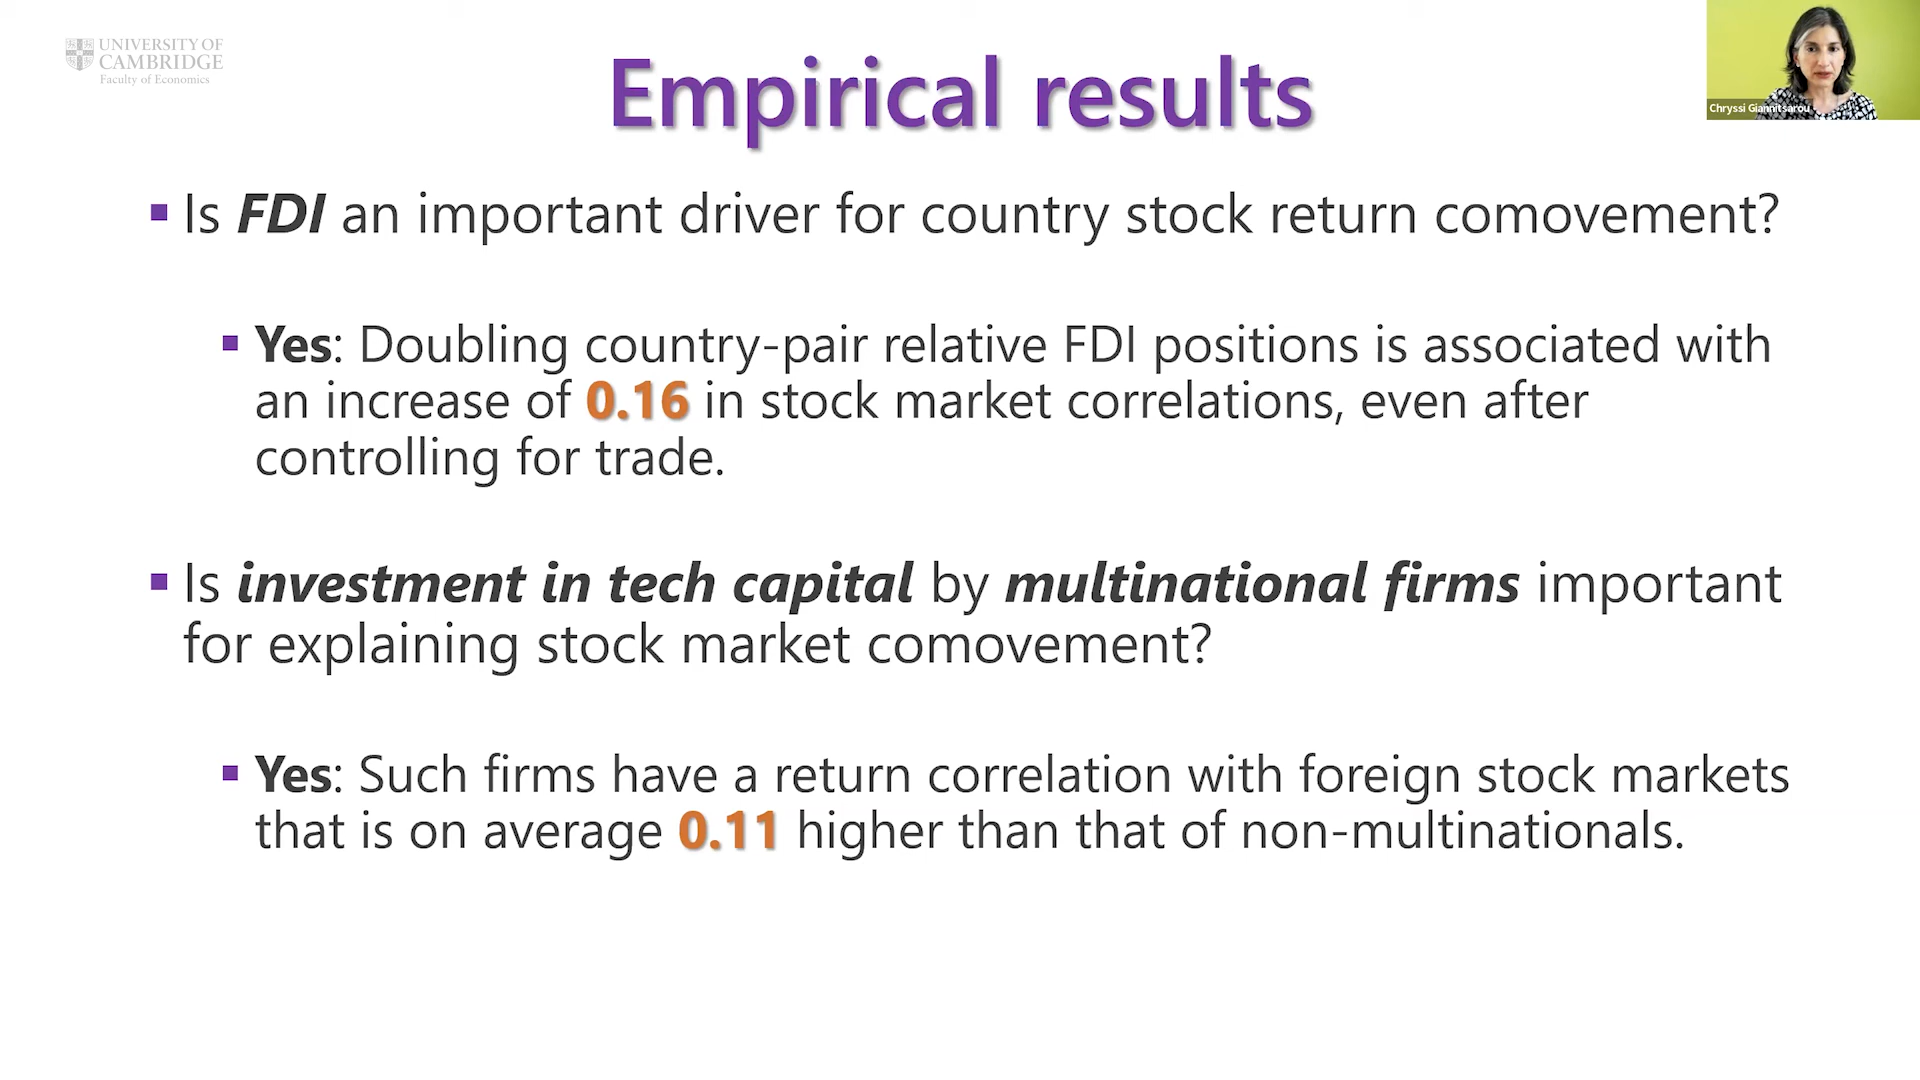 UNIVERSITY OF
CAMBRIDGE
Faculty of Economics
Empirical results
Chryssi Giannitsarou
Is FDI an important driver for country stock return comovement?
Yes: Doubling country-pair relative FDI positions is associated with
an increase of 0.16 in stock market correlations, even after
controlling for trade.
Is investment in tech capital by multinational firms important
for explaining stock market comovement?
Yes: Such firms have a return correlation with foreign stock markets
that is on average 0.11 higher than that of non-multinationals.